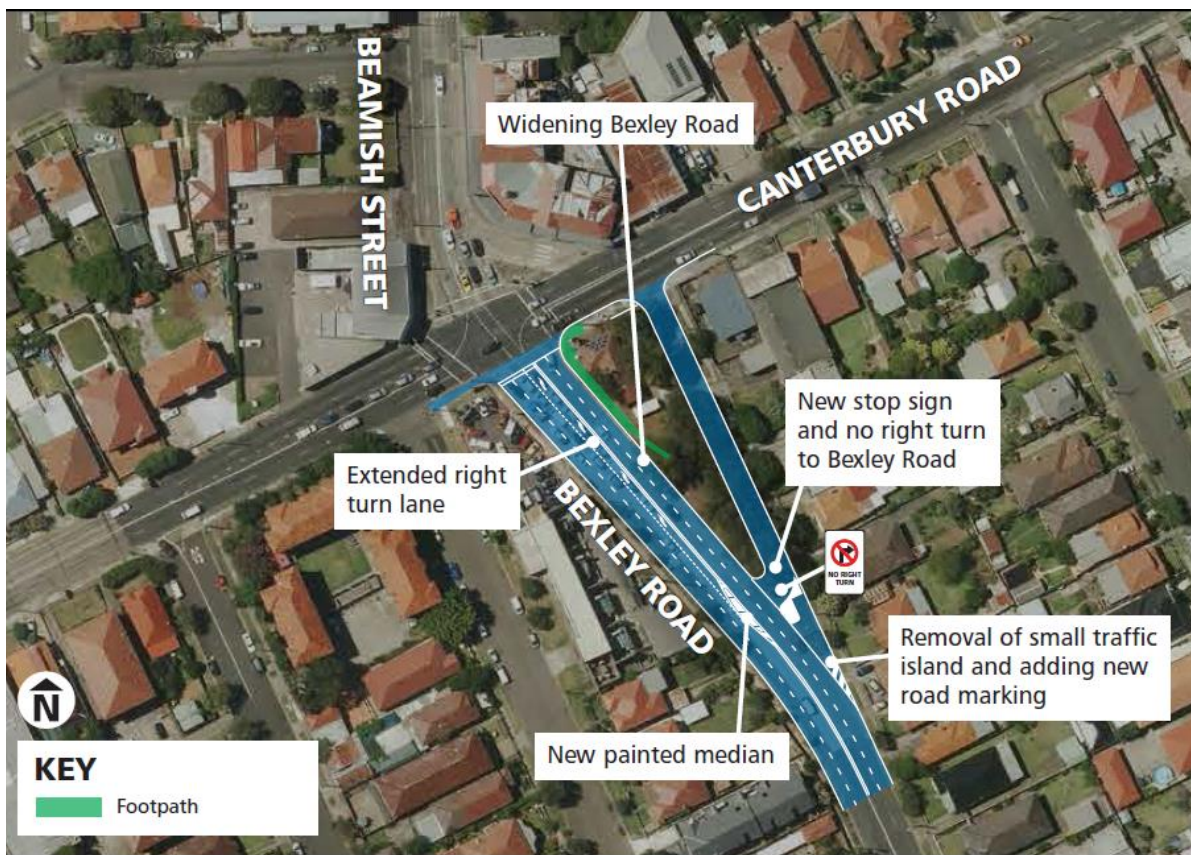 BEAMISH STREET
Widening Bexley Road
CANTERBURY ROAD
New stop sign
and no right turn
to Bexley Road
Extended right
turn lane
BEXLEY ROAD
NO RIGHT
TURN
Removal of small traffic
island and adding new
road marking
New painted median
N
KEY
Footpath